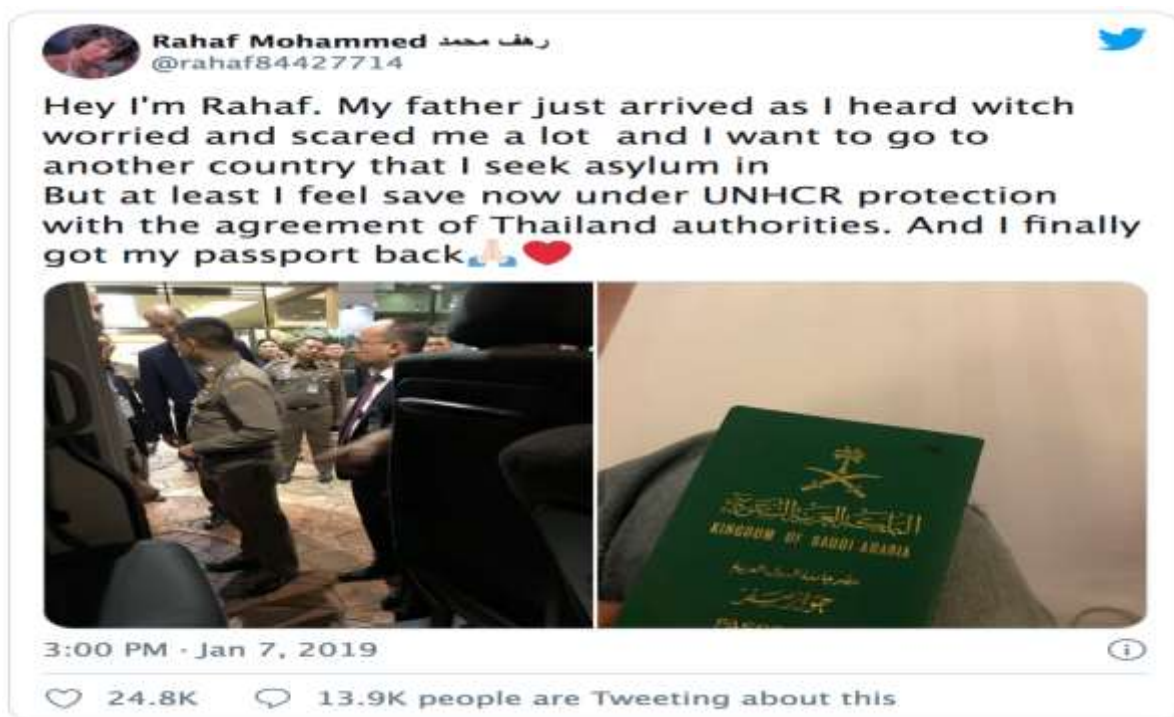 Rahaf Mohammed رهف محمد
@rahaf84427714
Hey I'm Rahaf. My father just arrived as I heard witch
worried and scared me a lot and I want to go to
another country that I seek asylum in
But at least I feel save now under UNHCR protection
with the agreement of Thailand authorities. And I finally
got my passport back🙏🏻❤️
المملكة العربية السعودية
KINGDOM OF SAUDI ARABIA
3:00 PM · Jan 7, 2019
24.8K 13.9K people are Tweeting about this